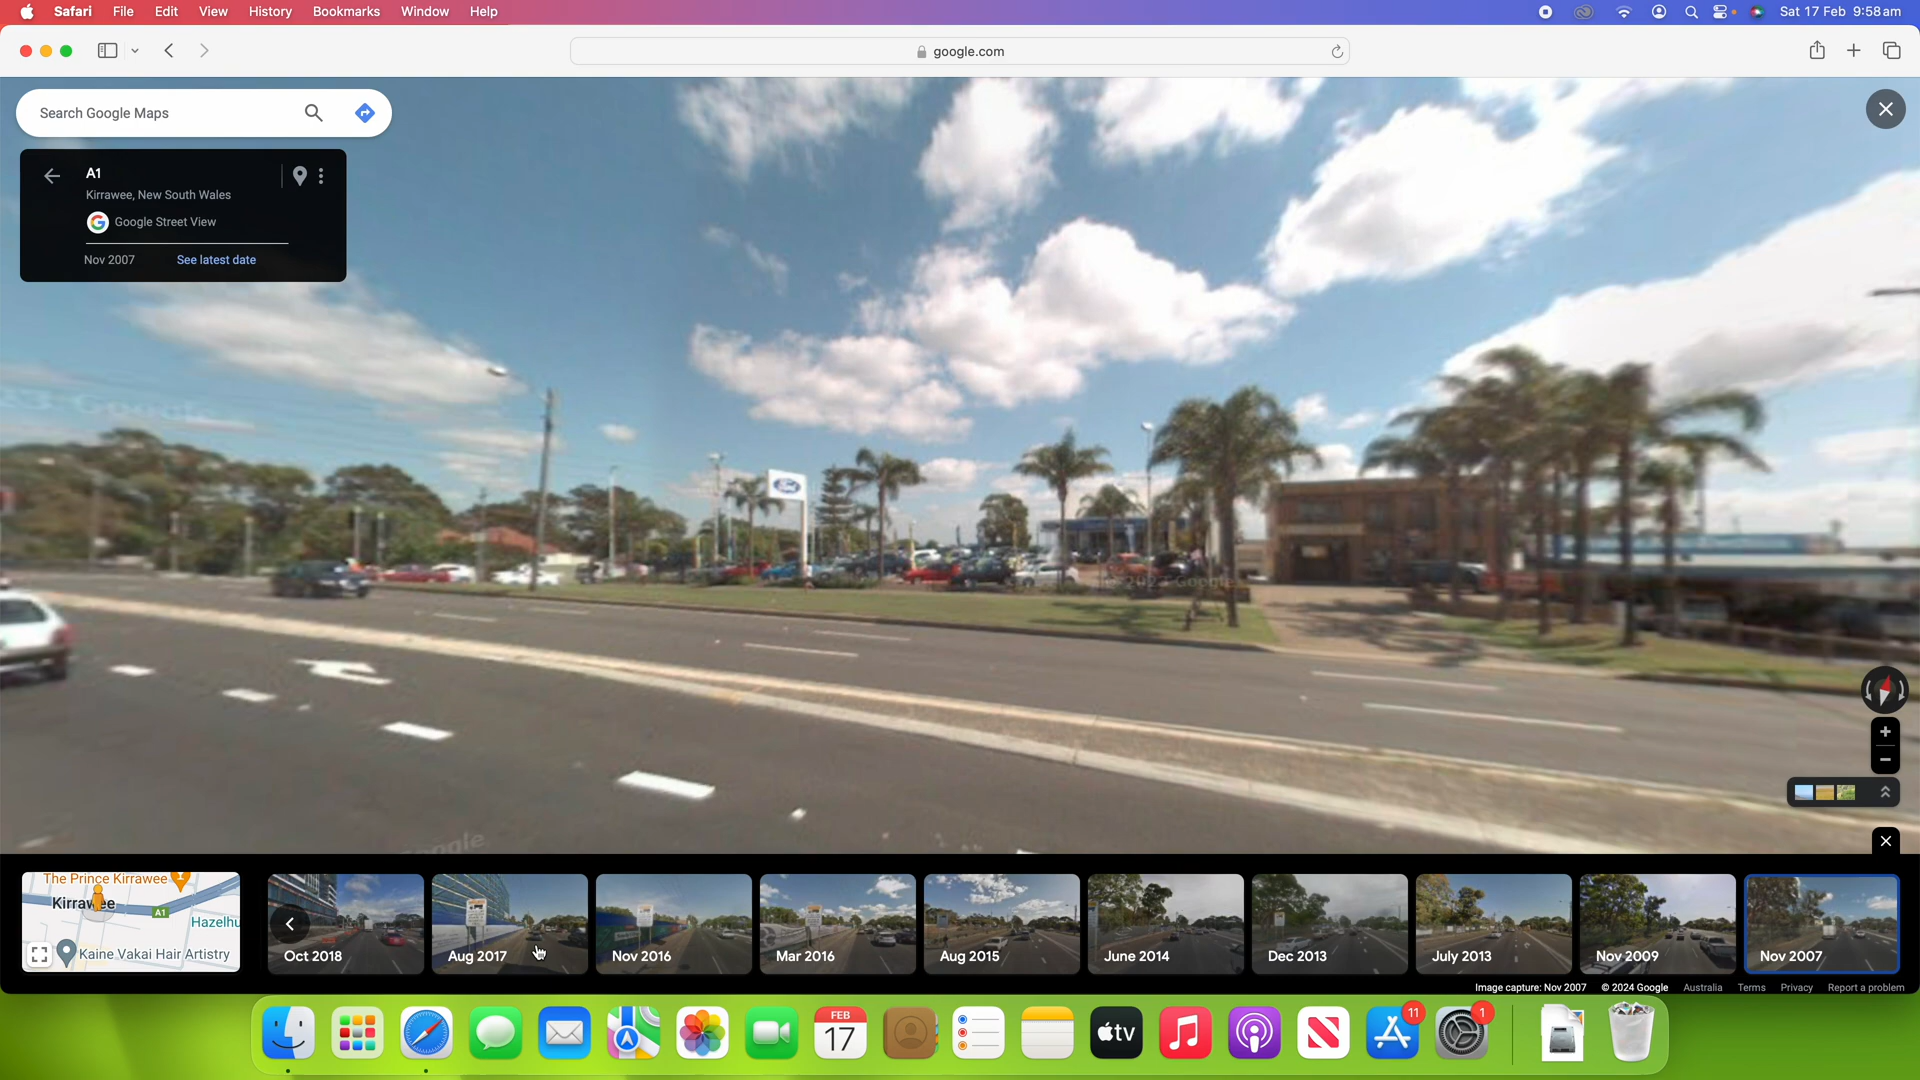 Safari File Edit View History Bookmarks Window Help
Sat 17 Feb 9:58am
google.com
Search Google Maps
A1
Kirrawee, New South Wales
Google Street View
Nov 2007 See latest date
Ford
The Prince Kirrawee
Kirrawee
A1
Hazelhu
Kaine Vakai Hair Artistry
Oct 2018
Aug 2017
Nov 2016
Mar 2016
Aug 2015
June 2014
Dec 2013
July 2013
Nov 2009
Nov 2007
Image capture: Nov 2007 © 2024 Google Australia Terms Privacy Report a problem
FEB
17
tv
11
1